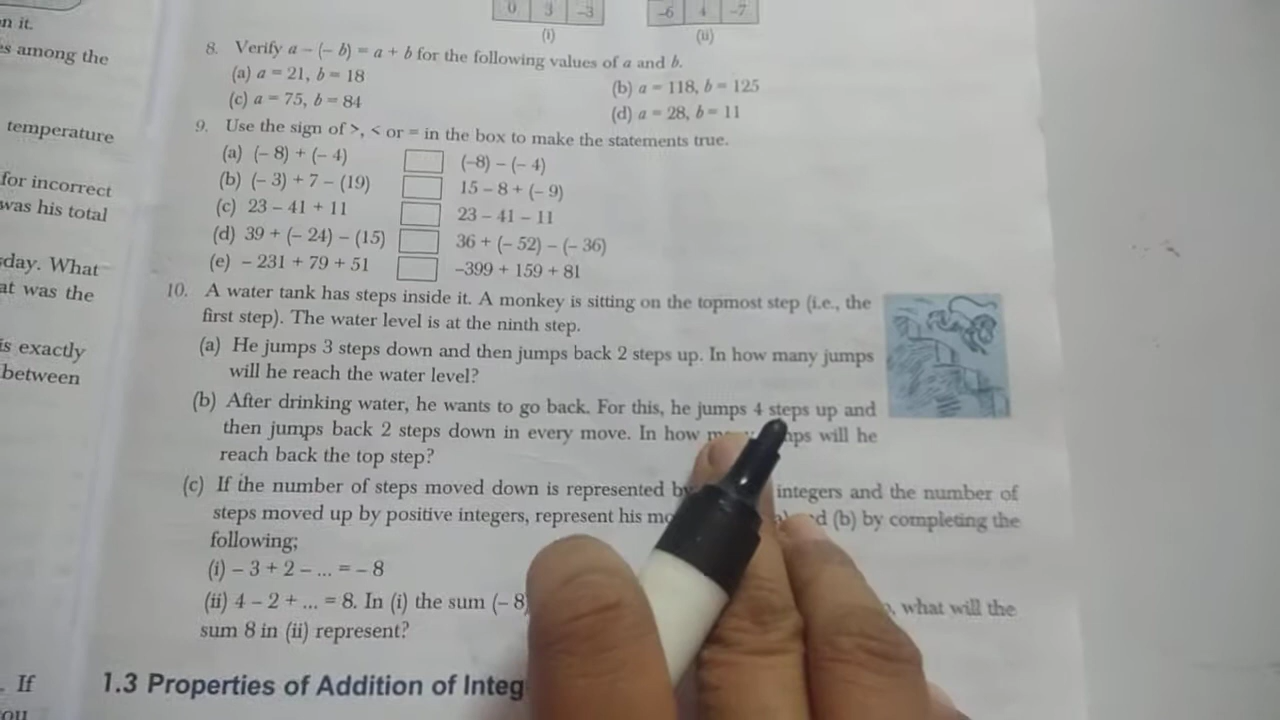 n it.
s among the
temperature
for incorrect
was his total
sday. What
at was the
is exactly
between
. If
ou
0 3 –3
–6 4 –7
(i)
(ii)
8. Verify a – (– b) = a + b for the following values of a and b.
(a) a = 21, b = 18
(b) a = 118, b = 125
(c) a = 75, b = 84
(d) a = 28, b = 11
9. Use the sign of >, < or = in the box to make the statements true.
(a) (– 8) + (– 4) (–8) – (– 4)
(b) (– 3) + 7 – (19) 15 – 8 + (– 9)
(c) 23 – 41 + 11 23 – 41 – 11
(d) 39 + (– 24) – (15) 36 + (– 52) – (– 36)
(e) – 231 + 79 + 51 –399 + 159 + 81
10. A water tank has steps inside it. A monkey is sitting on the topmost step (i.e., the
first step). The water level is at the ninth step.
(a) He jumps 3 steps down and then jumps back 2 steps up. In how many jumps
will he reach the water level?
(b) After drinking water, he wants to go back. For this, he jumps 4 steps up and
then jumps back 2 steps down in every move. In how will he
reach back the top step?
(c) If the number of steps moved down is represented integers and the number of
steps moved up by positive integers, represent his (b) by completing the
following;
(i) – 3 + 2 – ... = – 8
(ii) 4 – 2 + ... = 8. In (i) the sum (– 8 what will the
sum 8 in (ii) represent?
1.3 Properties of Addition of